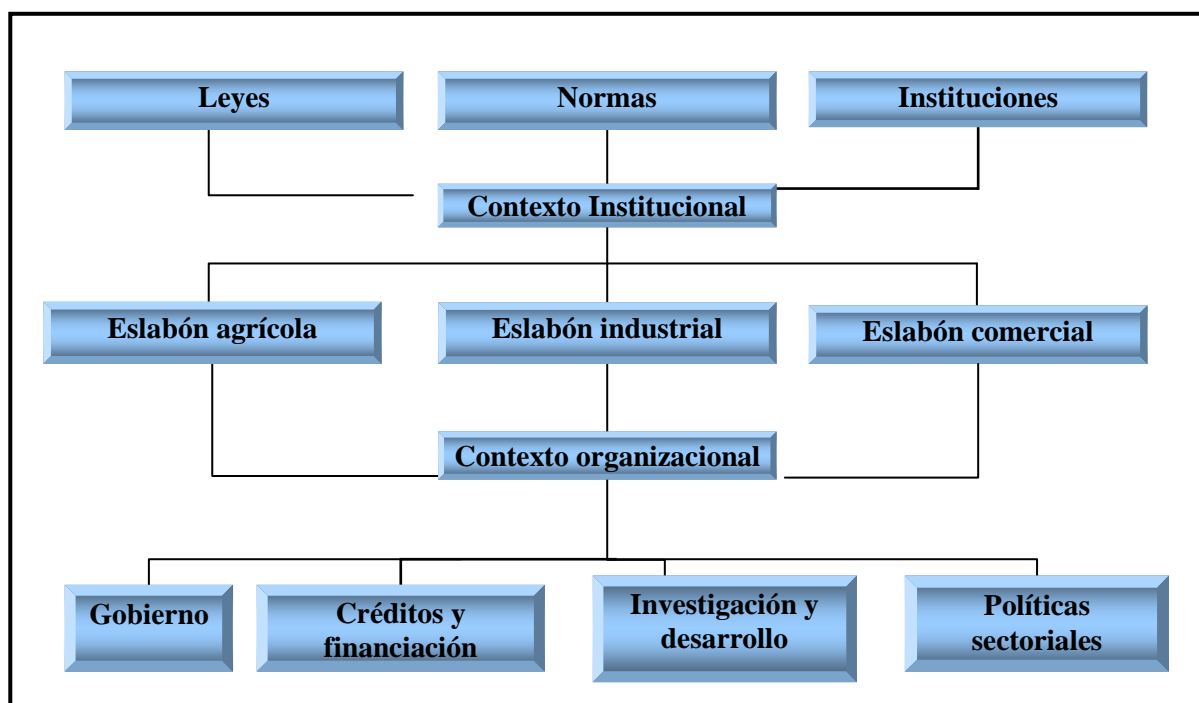 Leyes
Normas
Instituciones
Contexto Institucional
Eslabón agrícola
Eslabón industrial
Eslabón comercial
Contexto organizacional
Gobierno
Créditos y
financiación
Investigación y
desarrollo
Políticas
sectoriales